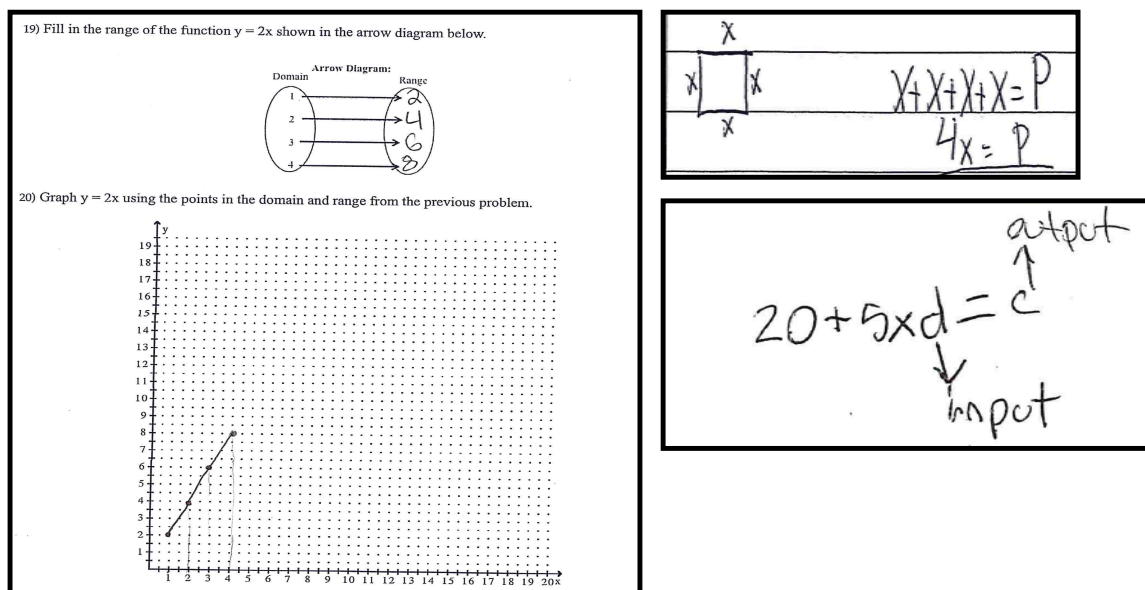 19) Fill in the range of the function y = 2x shown in the arrow diagram below.
Arrow Diagram:
Domain Range
1 2
2 4
3 6
4 8
20) Graph y = 2x using the points in the domain and range from the previous problem.
y
19
18
17
16
15
14
13
12
11
10
9
8
7
6
5
4
3
2
1
1 2 3 4 5 6 7 8 9 10 11 12 13 14 15 16 17 18 19 20x
x
x x
x
x+x+x+x=P
4x=P
output
20+5xd=c
input